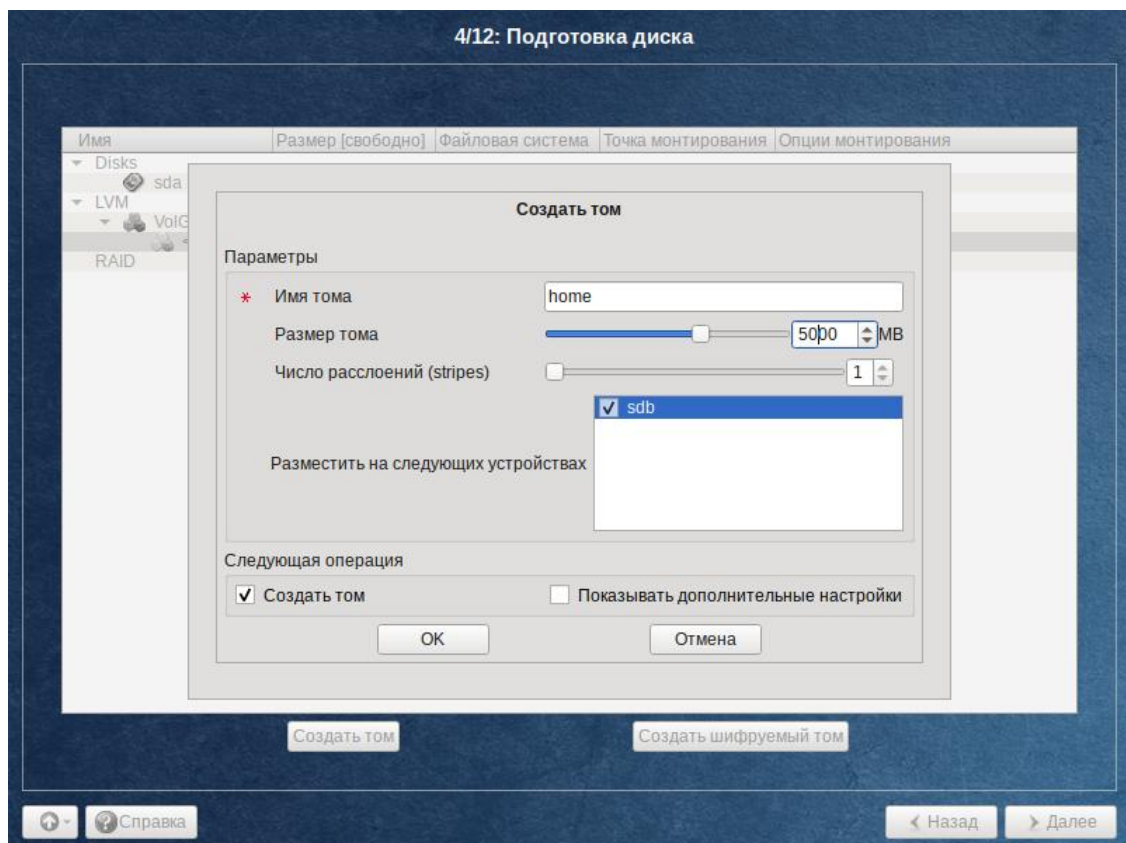 4/12: Подготовка диска
Имя Размер [свободно] Файловая система Точка монтирования Опции монтирования
Disks
sda
LVM
VolG
RAID
Создать том
Параметры
* Имя тома home
Размер тома 5000 MB
Число расслоений (stripes) 1
sdb
Разместить на следующих устройствах
Следующая операция
Создать том Показывать дополнительные настройки
OK Отмена
Создать том Создать шифруемый том
Справка Назад Далее